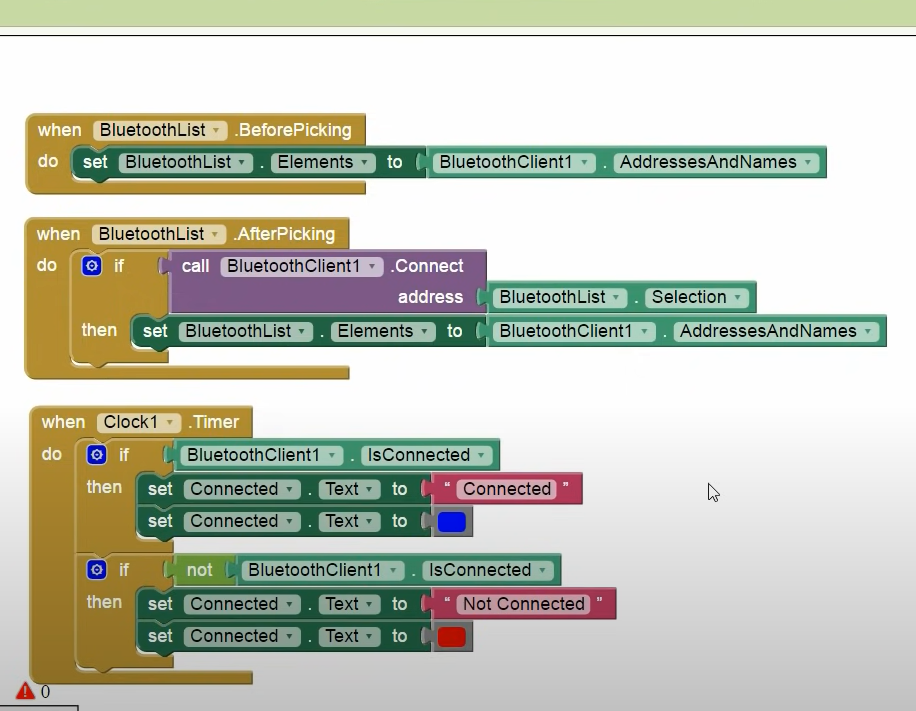 when BluetoothList .BeforePicking
do set BluetoothList . Elements to BluetoothClient1 . AddressesAndNames
when BluetoothList .AfterPicking
do if call BluetoothClient1 .Connect
address BluetoothList . Selection
then set BluetoothList . Elements to BluetoothClient1 . AddressesAndNames
when Clock1 .Timer
do if BluetoothClient1 . IsConnected
then set Connected . Text to " Connected "
set Connected . Text to
if not BluetoothClient1 . IsConnected
then set Connected . Text to " Not Connected "
set Connected . Text to
0